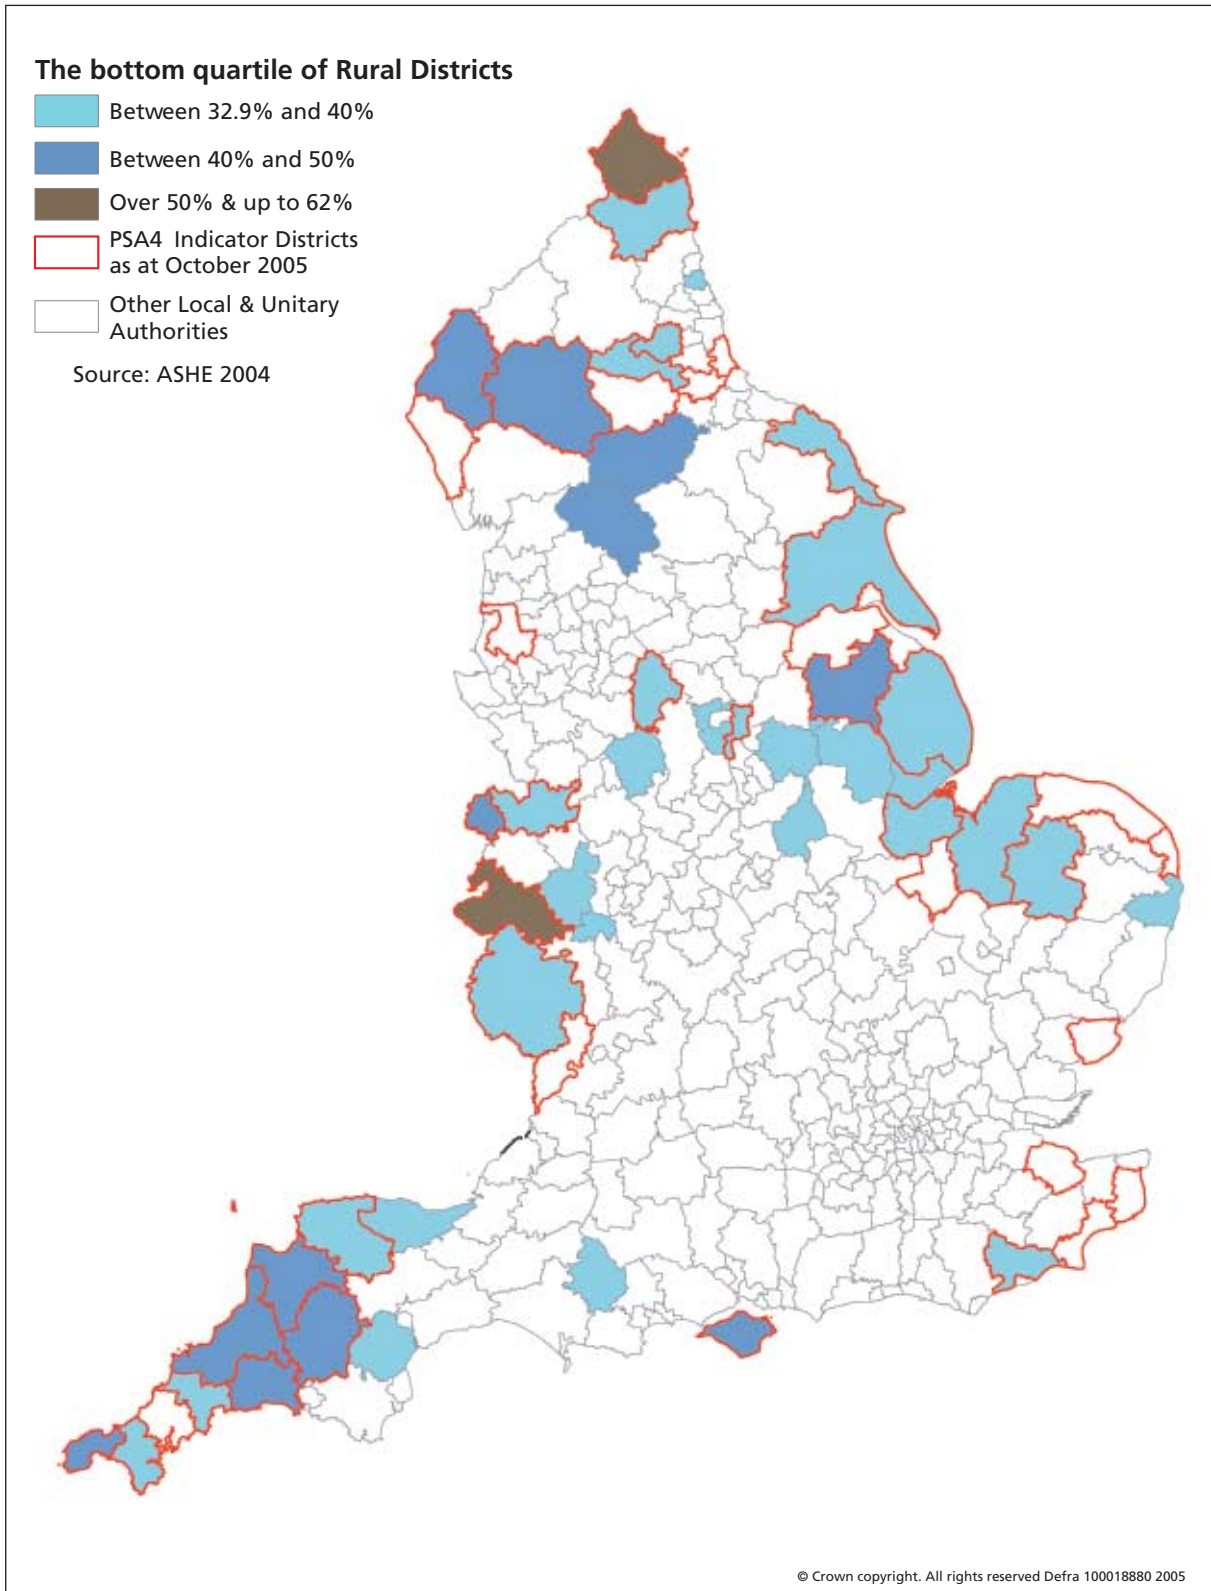 The bottom quartile of Rural Districts
Between 32.9% and 40%
Between 40% and 50%
Over 50% & up to 62%
PSA4 Indicator Districts
as at October 2005
Other Local & Unitary
Authorities
Source: ASHE 2004
© Crown copyright. All rights reserved Defra 100018880 2005